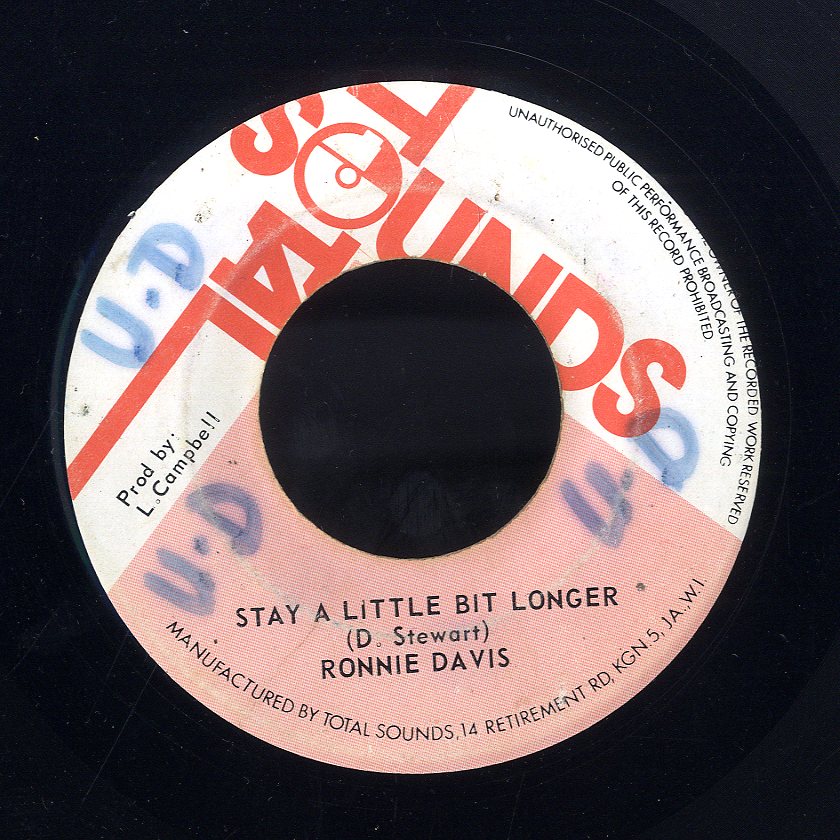 TOTAL
SOUNDS
UNAUTHORISED PUBLIC PERFORMANCE BROADCASTING AND COPYING
OF THIS RECORD PROHIBITED
OWNER OF THE RECORDED WORK RESERVED
U.D
U.D
U.D
Prod by:
L. Campbell
STAY A LiTTLE BIT LONGER
(D. Stewart)
RONNIE DAVIS
MANUFACTURED BY TOTAL SOUNDS, 14 RETIREMENT RD, KGN. 5, JA, W.I.